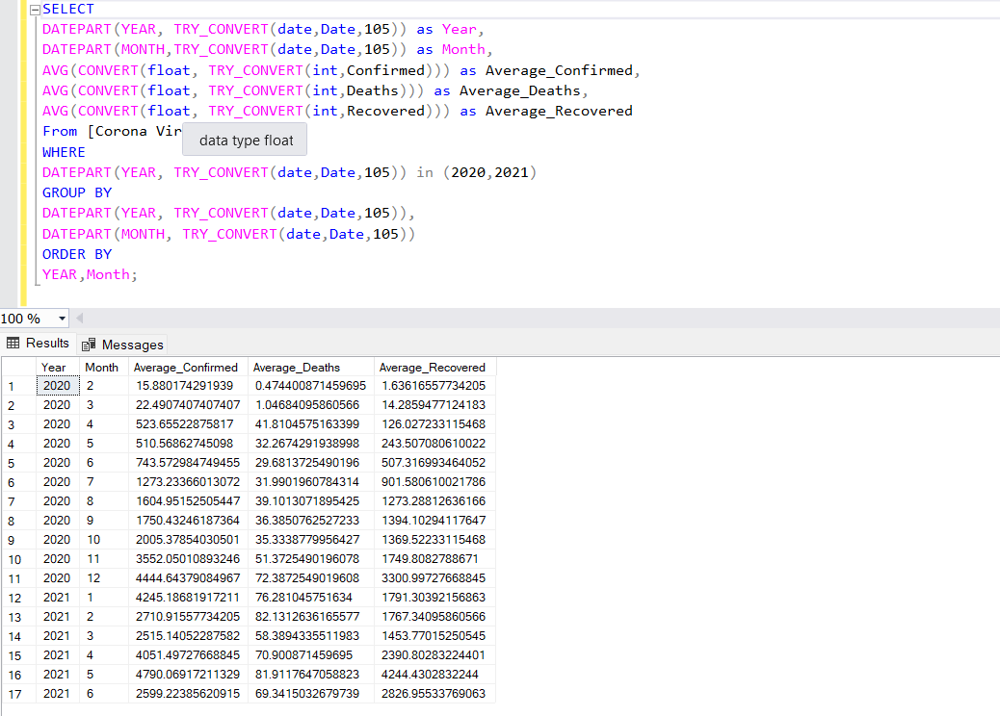 SELECT
DATEPART(YEAR, TRY_CONVERT(date,Date,105)) as Year,
DATEPART(MONTH,TRY_CONVERT(date,Date,105)) as Month,
AVG(CONVERT(float, TRY_CONVERT(int,Confirmed))) as Average_Confirmed,
AVG(CONVERT(float, TRY_CONVERT(int,Deaths))) as Average_Deaths,
AVG(CONVERT(float, TRY_CONVERT(int,Recovered))) as Average_Recovered
From [Corona Vir
data type float
WHERE
DATEPART(YEAR, TRY_CONVERT(date,Date,105)) in (2020,2021)
GROUP BY
DATEPART(YEAR, TRY_CONVERT(date,Date,105)),
DATEPART(MONTH, TRY_CONVERT(date,Date,105))
ORDER BY
YEAR,Month;
100 %
Results Messages
Year Month Average_Confirmed Average_Deaths Average_Recovered
1 2020 2 15.880174291939 0.474400871459695 1.63616557734205
2 2020 3 22.4907407407407 1.04684095860566 14.2859477124183
3 2020 4 523.65522875817 41.8104575163399 126.027233115468
4 2020 5 510.56862745098 32.2674291938998 243.507080610022
5 2020 6 743.572984749455 29.6813725490196 507.316993464052
6 2020 7 1273.23366013072 31.9901960784314 901.580610021786
7 2020 8 1604.95152505447 39.1013071895425 1273.28812636166
8 2020 9 1750.43246187364 36.3850762527233 1394.10294117647
9 2020 10 2005.37854030501 35.3338779956427 1369.52233115468
10 2020 11 3552.05010893246 51.3725490196078 1749.8082788671
11 2020 12 4444.64379084967 72.3872549019608 3300.99727668845
12 2021 1 4245.18681917211 76.281045751634 1791.30392156863
13 2021 2 2710.91557734205 82.1312636165577 1767.34095860566
14 2021 3 2515.14052287582 58.3894335511983 1453.77015250545
15 2021 4 4051.49727668845 70.900871459695 2390.80283224401
16 2021 5 4790.06917211329 81.9117647058823 4244.4302832244
17 2021 6 2599.22385620915 69.3415032679739 2826.95533769063